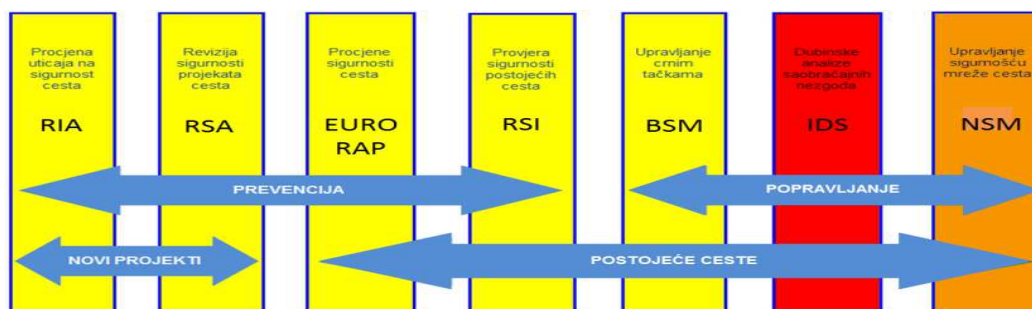 Procjena
uticaja na
sigurnost
cesta
RIA
Revizija
sigurnosti
projekata
cesta
RSA
Procjene
sigurnosti
cesta
EURO
RAP
Provjera
sigurnosti
postojećih
cesta
RSI
Upravljanje
crnim
tačkama
BSM
Dubinske
analize
saobraćajnih
nezgoda
IDS
Upravljanje
sigurnošću
mreže cesta
NSM
PREVENCIJA
POPRAVLJANJE
NOVI PROJEKTI
POSTOJEĆE CESTE